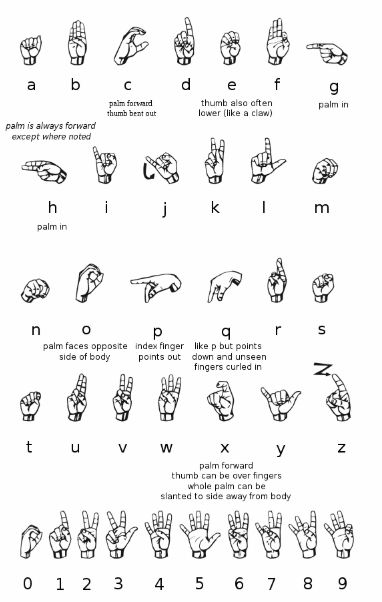 a b c d e f g
palm forward
thumb bent out
thumb also often
lower (like a claw)
palm in
palm is always forward
except where noted
h i j k l m
palm in
n o p q r s
palm faces opposite
side of body
index finger
points out
like p but points
down and unseen
fingers curled in
Z
t u v w x y z
palm forward
thumb can be over fingers
whole palm can be
slanted to side away from body
0 1 2 3 4 5 6 7 8 9